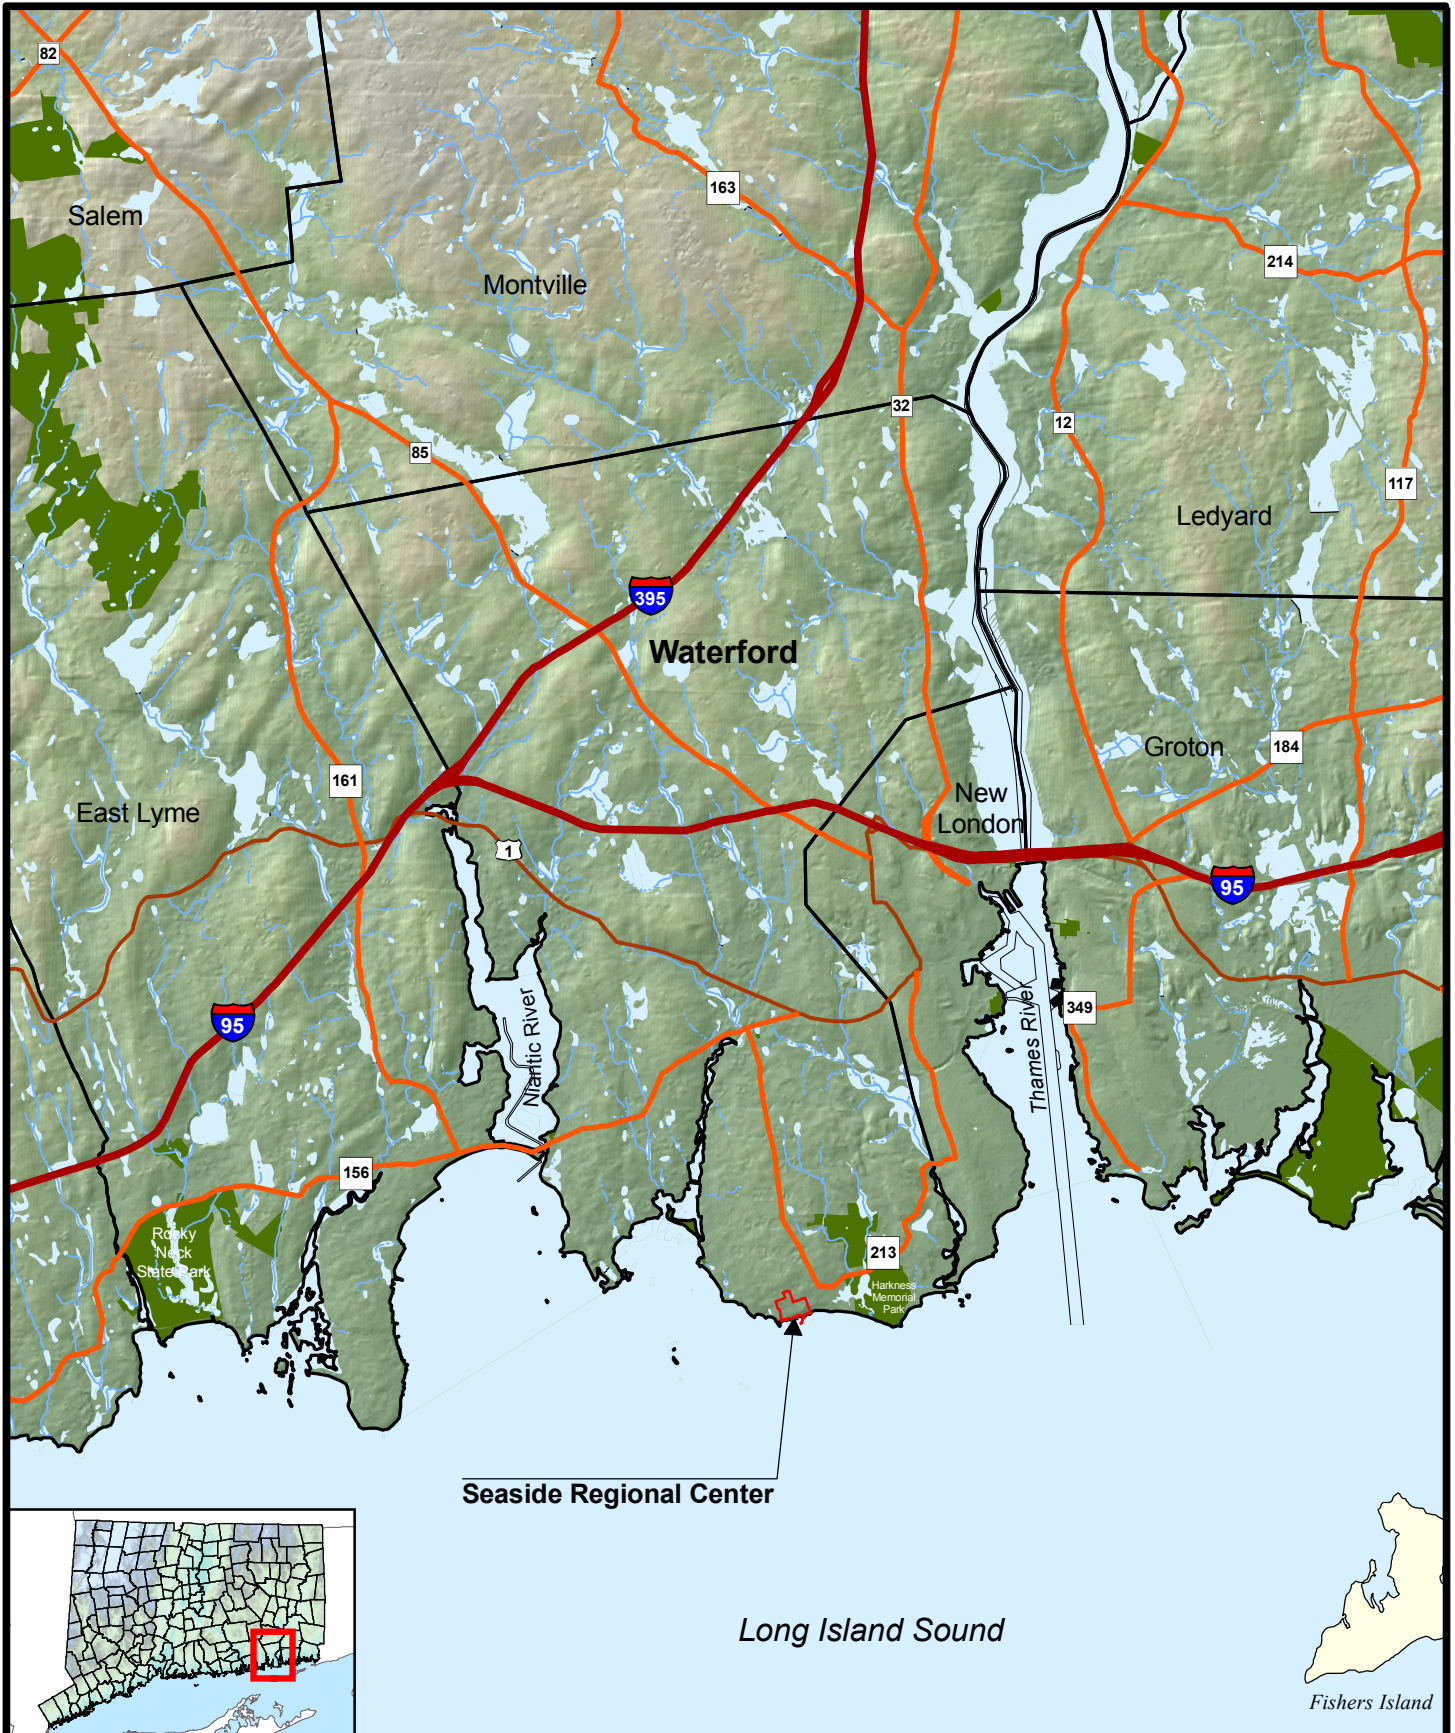 82
163
Salem
214
Montville
32
12
85
117
Ledyard
395
Waterford
Groton
184
161
New
London
East Lyme
1
95
Niantic River
Thames River
349
95
156
Rocky
Neck
State Park
213
Harkness
Memorial
Park
Seaside Regional Center
Long Island Sound
Fishers Island